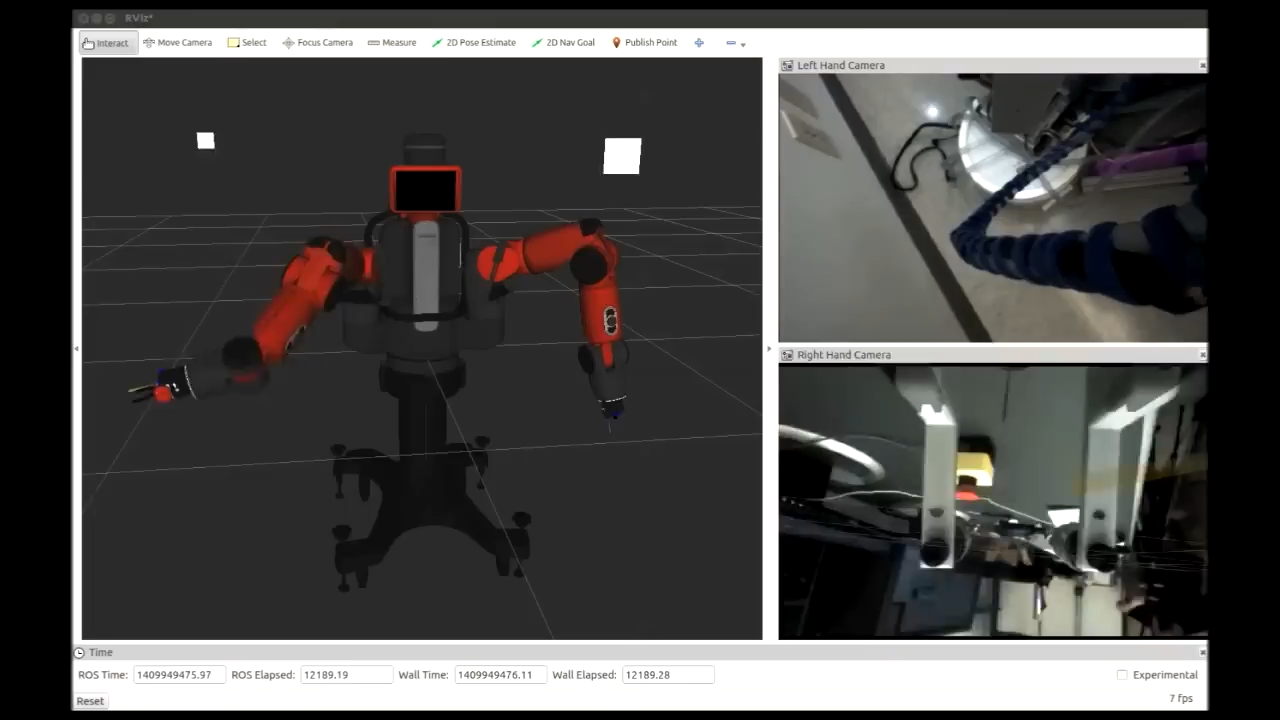 RViz*
Interact Move Camera Select Focus Camera Measure 2D Pose Estimate 2D Nav Goal Publish Point
Left Hand Camera
Right Hand Camera
Time
ROS Time: 1409949475.97 ROS Elapsed: 12189.19 Wall Time: 1409949476.11 Wall Elapsed: 12189.28 Experimental
Reset 7 fps